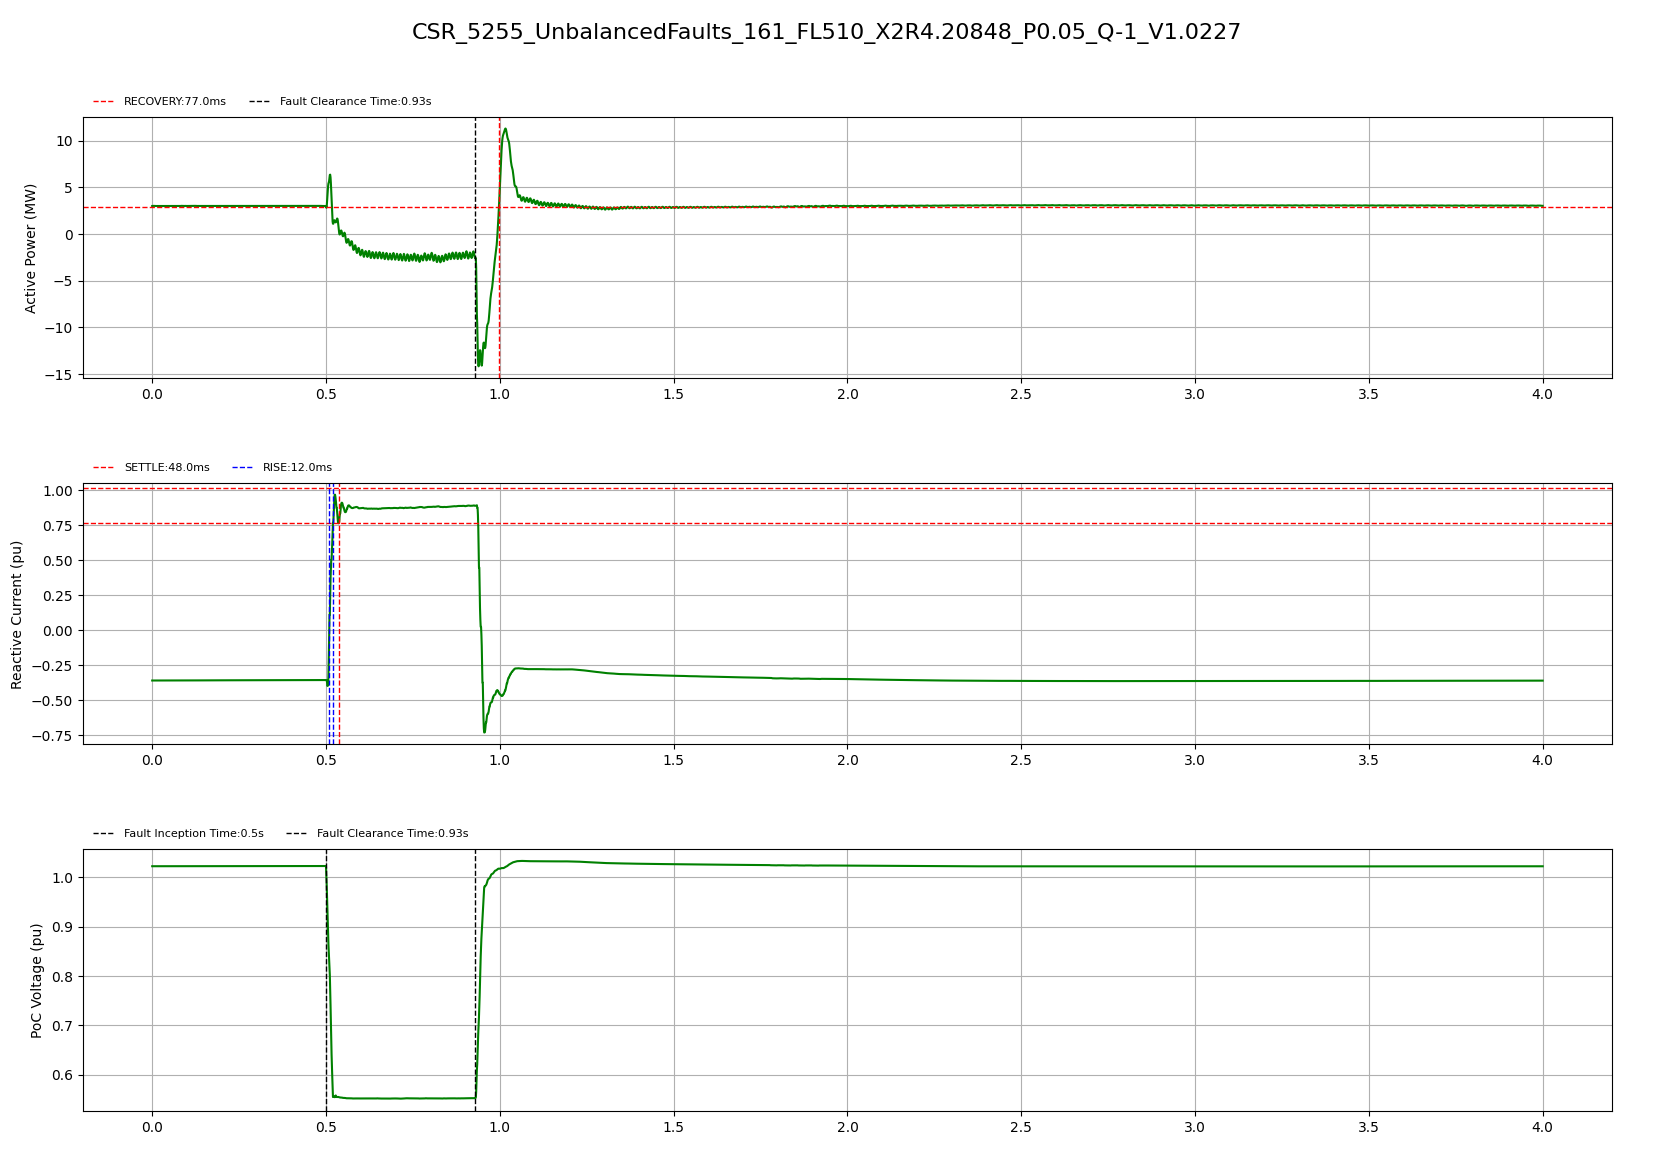 CSR_5255_UnbalancedFaults_161_FL510_X2R4.20848_P0.05_Q-1_V1.0227
RECOVERY:77.0ms Fault Clearance Time:0.93s
Active Power (MW)
10
5
0
−5
−10
−15
0.0 0.5 1.0 1.5 2.0 2.5 3.0 3.5 4.0
SETTLE:48.0ms RISE:12.0ms
Reactive Current (pu)
1.00
0.75
0.50
0.25
0.00
−0.25
−0.50
−0.75
0.0 0.5 1.0 1.5 2.0 2.5 3.0 3.5 4.0
Fault Inception Time:0.5s Fault Clearance Time:0.93s
PoC Voltage (pu)
1.0
0.9
0.8
0.7
0.6
0.0 0.5 1.0 1.5 2.0 2.5 3.0 3.5 4.0